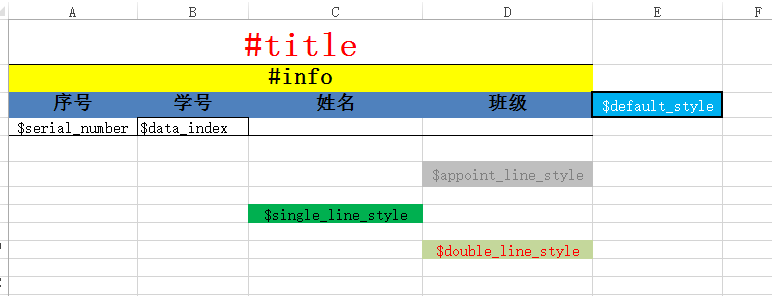 A B C D E F
#title
#info
序号 学号 姓名 班级 $default_style
$serial_number $data_index
$appoint_line_style
$single_line_style
$double_line_style